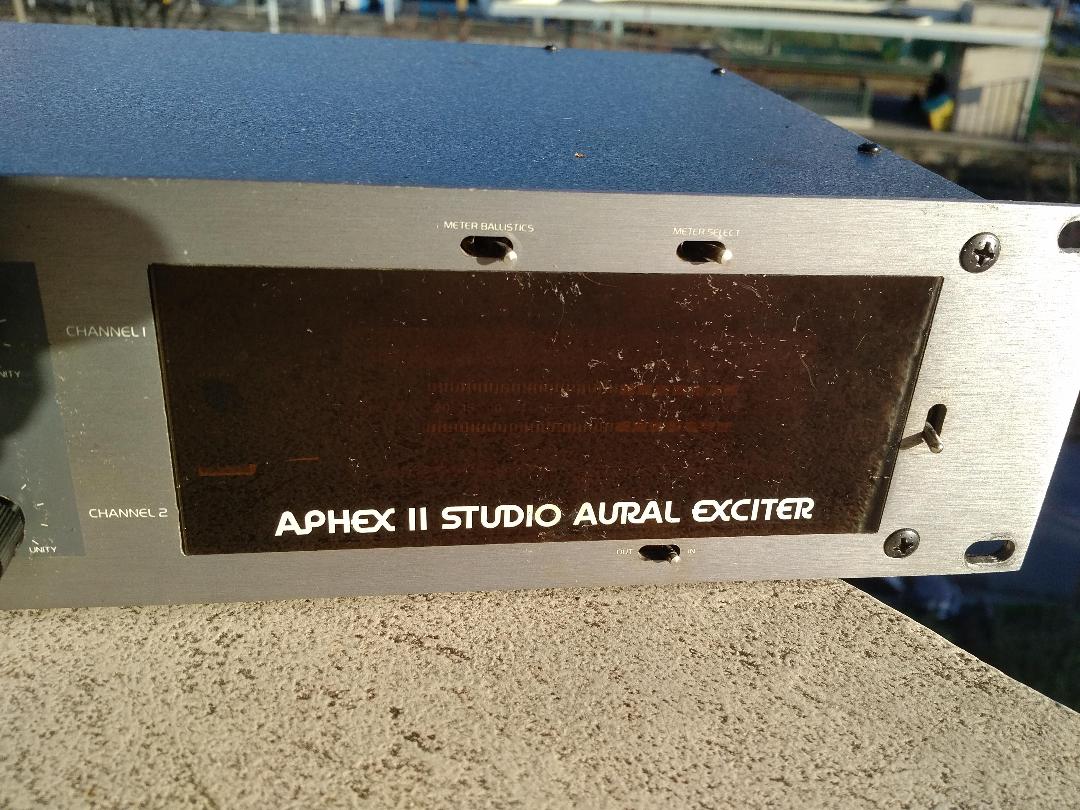 METER BALLISTICS
METER SELECT
CHANNEL 1
CHANNEL 2
UNITY
APHEX II STUDIO AURAL EXCITER
OUT
IN